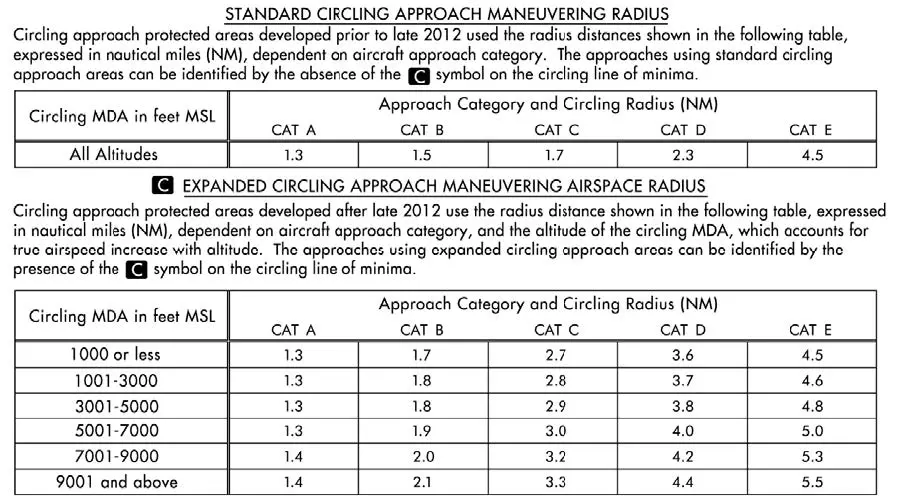 STANDARD CIRCLING APPROACH MANEUVERING RADIUS
Circling approach protected areas developed prior to late 2012 used the radius distances shown in the following table,
expressed in nautical miles (NM), dependent on aircraft approach category. The approaches using standard circling
approach areas can be identified by the absence of the C symbol on the circling line of minima.
Circling MDA in feet MSL
Approach Category and Circling Radius (NM)
CAT A CAT B CAT C CAT D CAT E
All Altitudes 1.3 1.5 1.7 2.3 4.5
C EXPANDED CIRCLING APPROACH MANEUVERING AIRSPACE RADIUS
Circling approach protected areas developed after late 2012 use the radius distance shown in the following table, expressed
in nautical miles (NM), dependent on aircraft approach category, and the altitude of the circling MDA, which accounts for
true airspeed increase with altitude. The approaches using expanded circling approach areas can be identified by the
presence of the C symbol on the circling line of minima.
Circling MDA in feet MSL
Approach Category and Circling Radius (NM)
CAT A CAT B CAT C CAT D CAT E
1000 or less 1.3 1.7 2.7 3.6 4.5
1001-3000 1.3 1.8 2.8 3.7 4.6
3001-5000 1.3 1.8 2.9 3.8 4.8
5001-7000 1.3 1.9 3.0 4.0 5.0
7001-9000 1.4 2.0 3.2 4.2 5.3
9001 and above 1.4 2.1 3.3 4.4 5.5